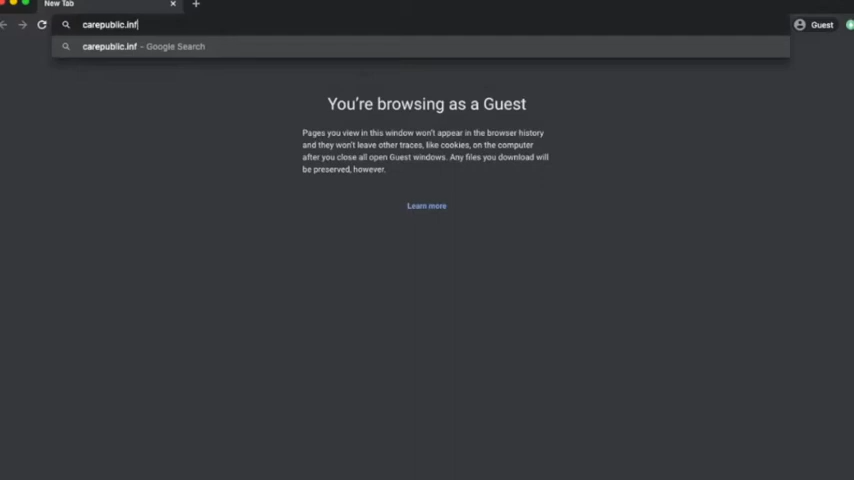 New Tab
carepublic.inf
Guest
carepublic.inf - Google Search
You're browsing as a Guest
Pages you view in this window won't appear in the browser history
and they won't leave other traces, like cookies, on the computer
after you close all open Guest windows. Any files you download will
be preserved, however.
Learn more